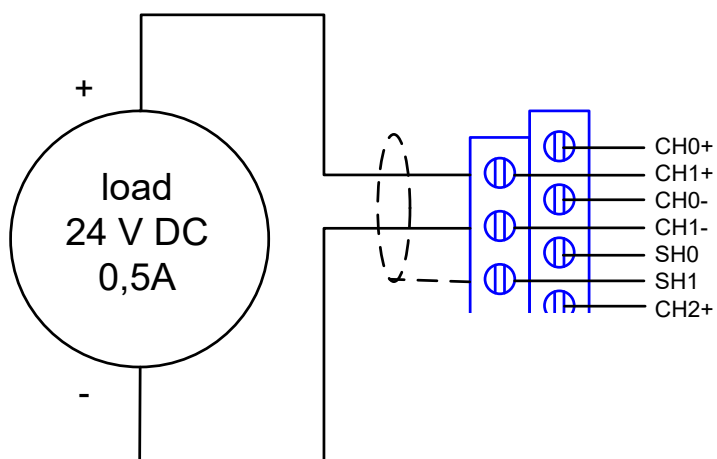 +
load
24 V DC
0,5A
-
CH0+
CH1+
CH0-
CH1-
SH0
SH1
CH2+